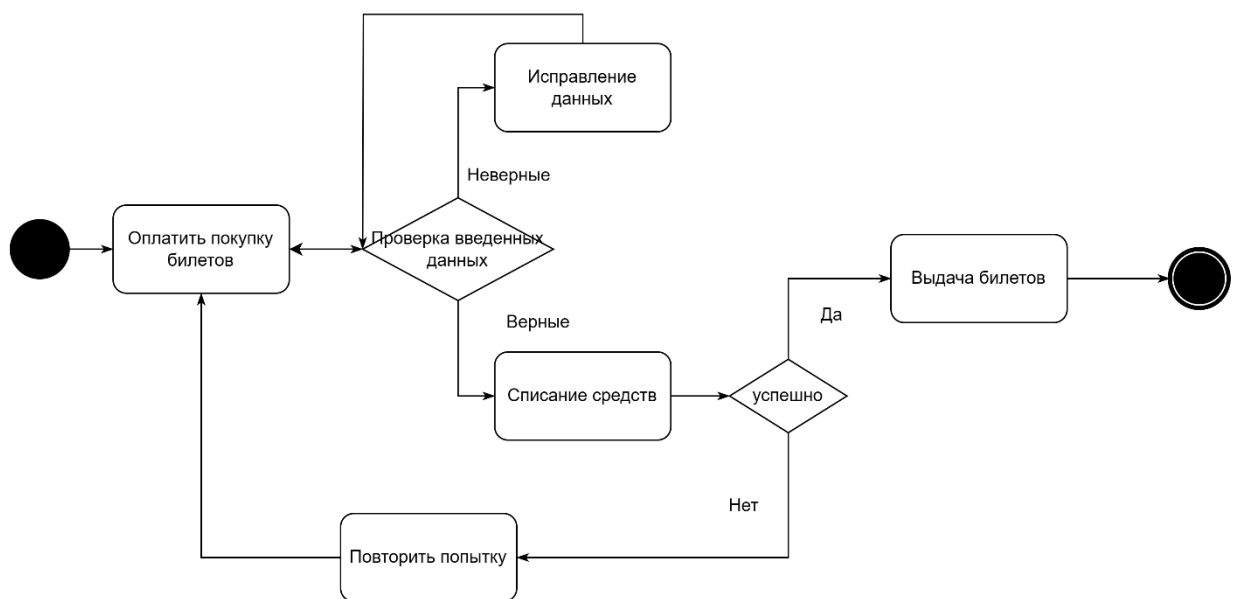 Исправление
данных
Неверные
Оплатить покупку
билетов
Проверка введенных
данных
Выдача билетов
Верные
Да
Списание средств
успешно
Нет
Повторить попытку